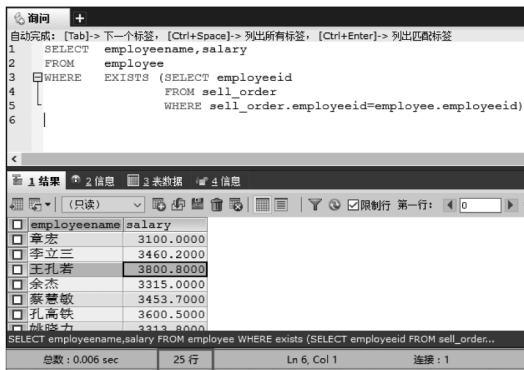 询问
自动完成: [Tab]-> 下一个标签, [Ctrl+Space]-> 列出所有标签, [Ctrl+Enter]-> 列出匹配标签
1 SELECT employeename,salary
2 FROM employee
3 WHERE EXISTS (SELECT employeeid
4 FROM sell_order
5 WHERE sell_order.employeeid=employee.employeeid)
6
1 结果 2 信息 3 表数据 4 信息
(只读) 限制行 第一行: 0
employeename salary
章宏 3100.0000
李立三 3460.2000
王孔若 3800.8000
余杰 3315.0000
蔡慧敏 3453.7000
孔高铁 3600.5000
姚晓力 3313.8000
SELECT employeename,salary FROM employee WHERE exists (SELECT employeeid FROM sell_order...
总数: 0.006 sec 25 行 Ln 6, Col 1 连接: 1